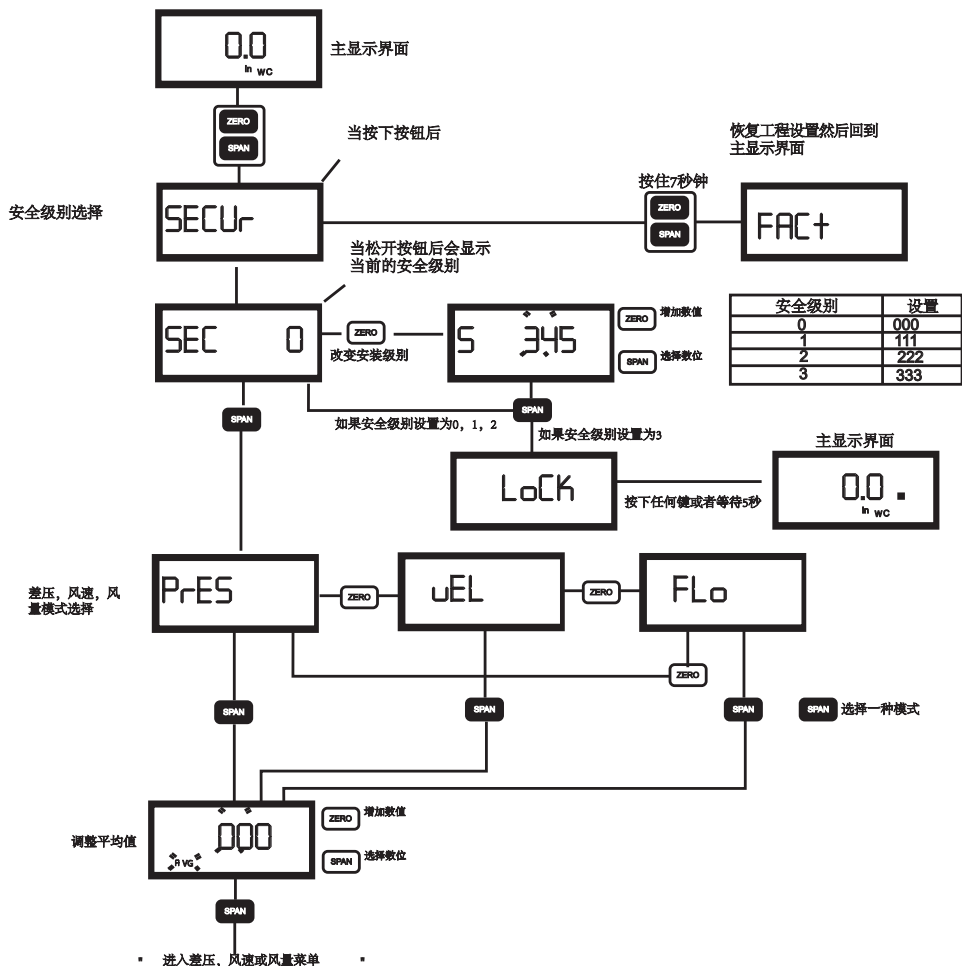 0.0
In WC
主显示界面
ZERO
SPAN
当按下按钮后
恢复工程设置然后回到
主显示界面
按住7秒钟
安全级别选择
SECUr
ZERO
SPAN
FACt
当松开按钮后会显示
当前的安全级别
SEC 0
ZERO
改变安装级别
S 345
ZERO 增加数值
SPAN 选择数位
安全级别 设置
0 000
1 111
2 222
3 333
SPAN
如果安全级别设置为0，1，2
SPAN
如果安全级别设置为3
主显示界面
LoCK
按下任何键或者等待5秒
0.0
In WC
差压，风速，风
量模式选择
PrES
ZERO
vEL
ZERO
FLo
ZERO
SPAN
SPAN
SPAN
SPAN 选择一种模式
调整平均值
000
AVG
ZERO 增加数值
SPAN 选择数位
SPAN
▪ 进入差压，风速或风量菜单 ▪